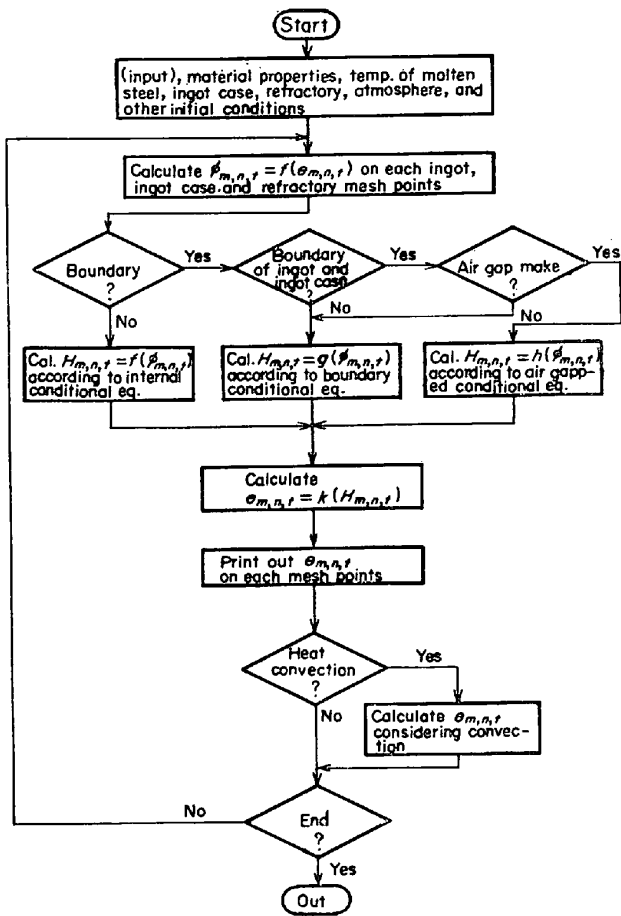 Start
(input), material properties, temp. of molten
steel, ingot case, refractory, atmosphere, and
other initial conditions
Calculate ϕm,n,t = f(θm,n,t) on each ingot,
ingot case and refractory mesh points
Boundary
?
Yes
No
Boundary
of ingot and
ingot case
?
Yes
No
Air gap make
?
Yes
No
Cal. Hm,n,t = f(ϕm,n,t)
according to internal
conditional eq.
Cal. Hm,n,t = g(ϕm,n,t)
according to boundary
conditional eq.
Cal. Hm,n,t = h(ϕm,n,t)
according to air gapp-
ed conditional eq.
Calculate
θm,n,t = k(Hm,n,t)
Print out θm,n,t
on each mesh points
Heat
convection
?
Yes
No
Calculate θm,n,t
considering convec-
tion
End
?
No
Yes
Out